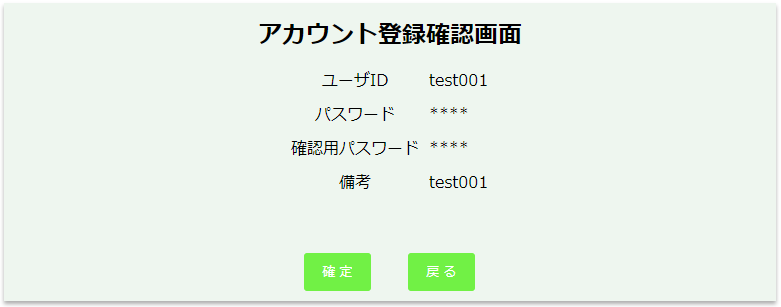 アカウント登録確認画面
ユーザID test001
パスワード ****
確認用パスワード ****
備考 test001
確定 戻る